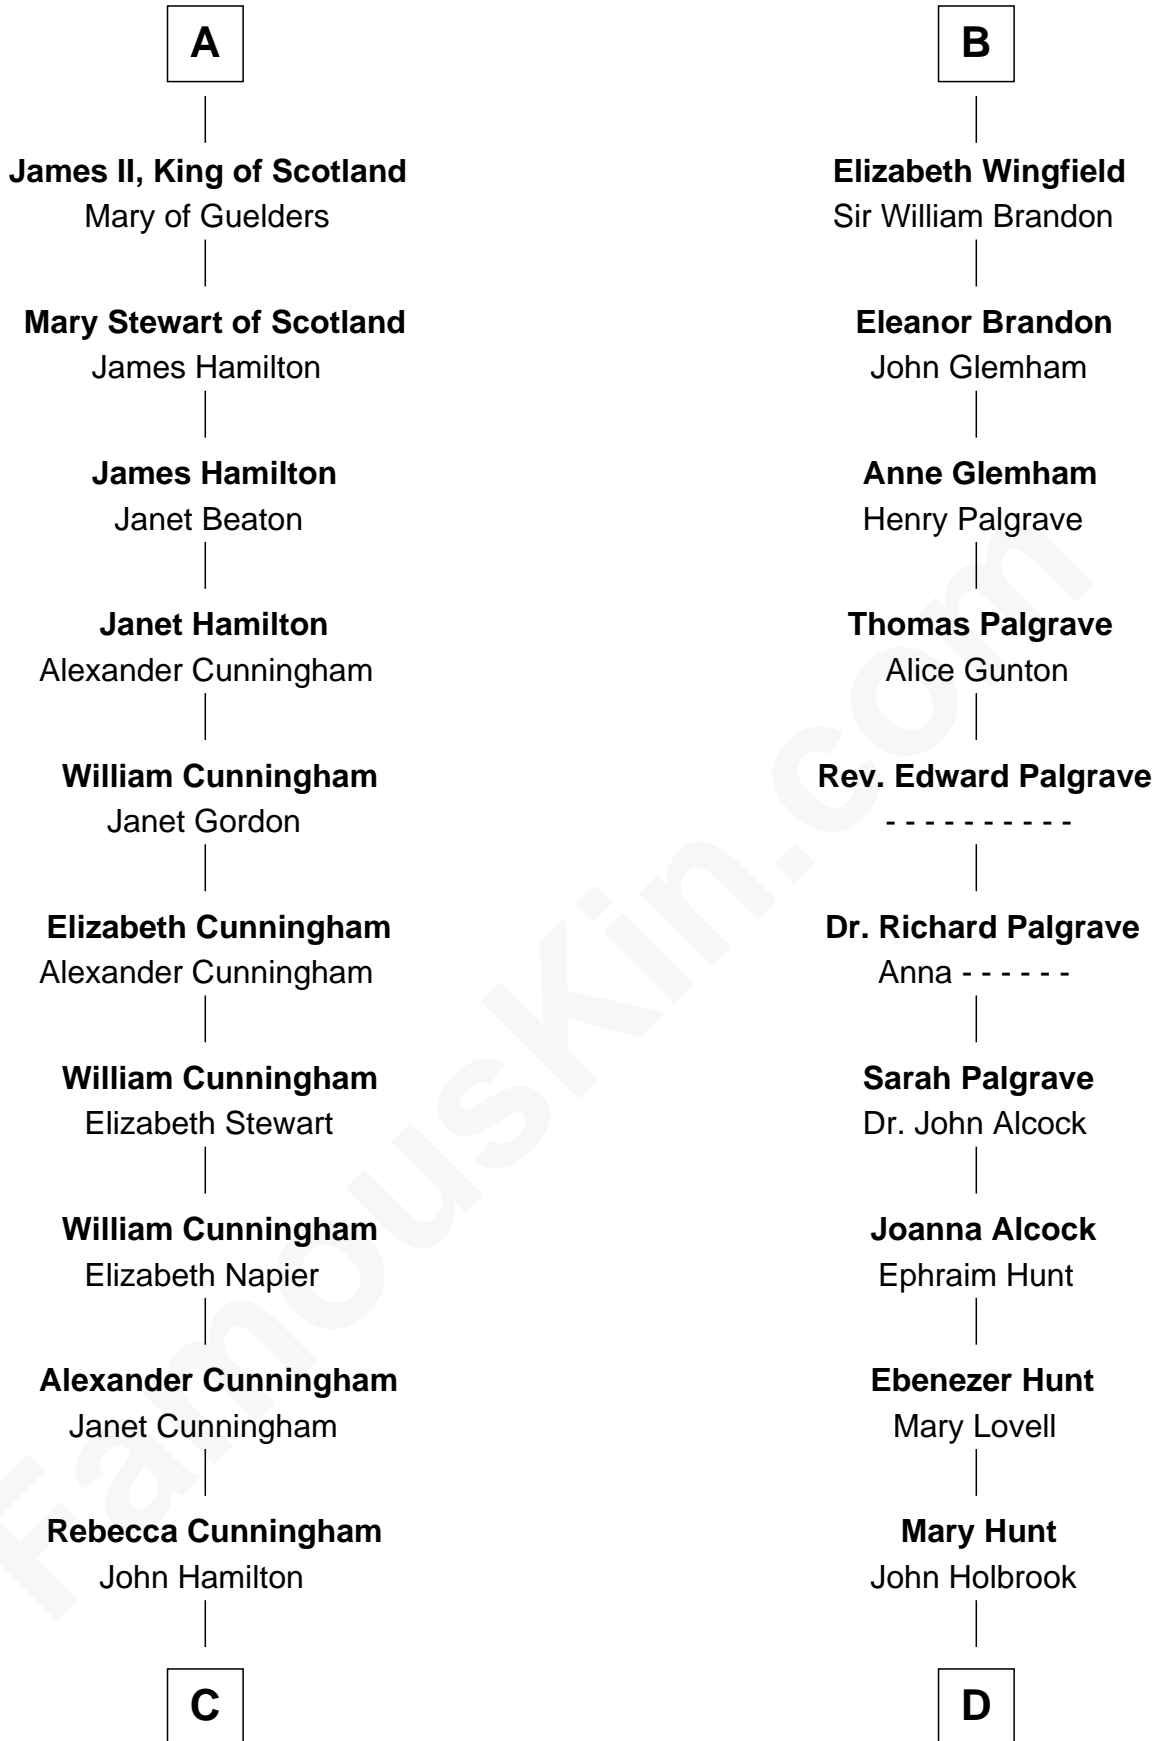 A
James II, King of Scotland
Mary of Guelders
Mary Stewart of Scotland
James Hamilton
James Hamilton
Janet Beaton
Janet Hamilton
Alexander Cunningham
William Cunningham
Janet Gordon
Elizabeth Cunningham
Alexander Cunningham
William Cunningham
Elizabeth Stewart
William Cunningham
Elizabeth Napier
Alexander Cunningham
Janet Cunningham
Rebecca Cunningham
John Hamilton
C
B
Elizabeth Wingfield
Sir William Brandon
Eleanor Brandon
John Glemham
Anne Glemham
Henry Palgrave
Thomas Palgrave
Alice Gunton
Rev. Edward Palgrave
- - - - - - - - - -
Dr. Richard Palgrave
Anna - - - - - -
Sarah Palgrave
Dr. John Alcock
Joanna Alcock
Ephraim Hunt
Ebenezer Hunt
Mary Lovell
Mary Hunt
John Holbrook
D
FamousKin.com